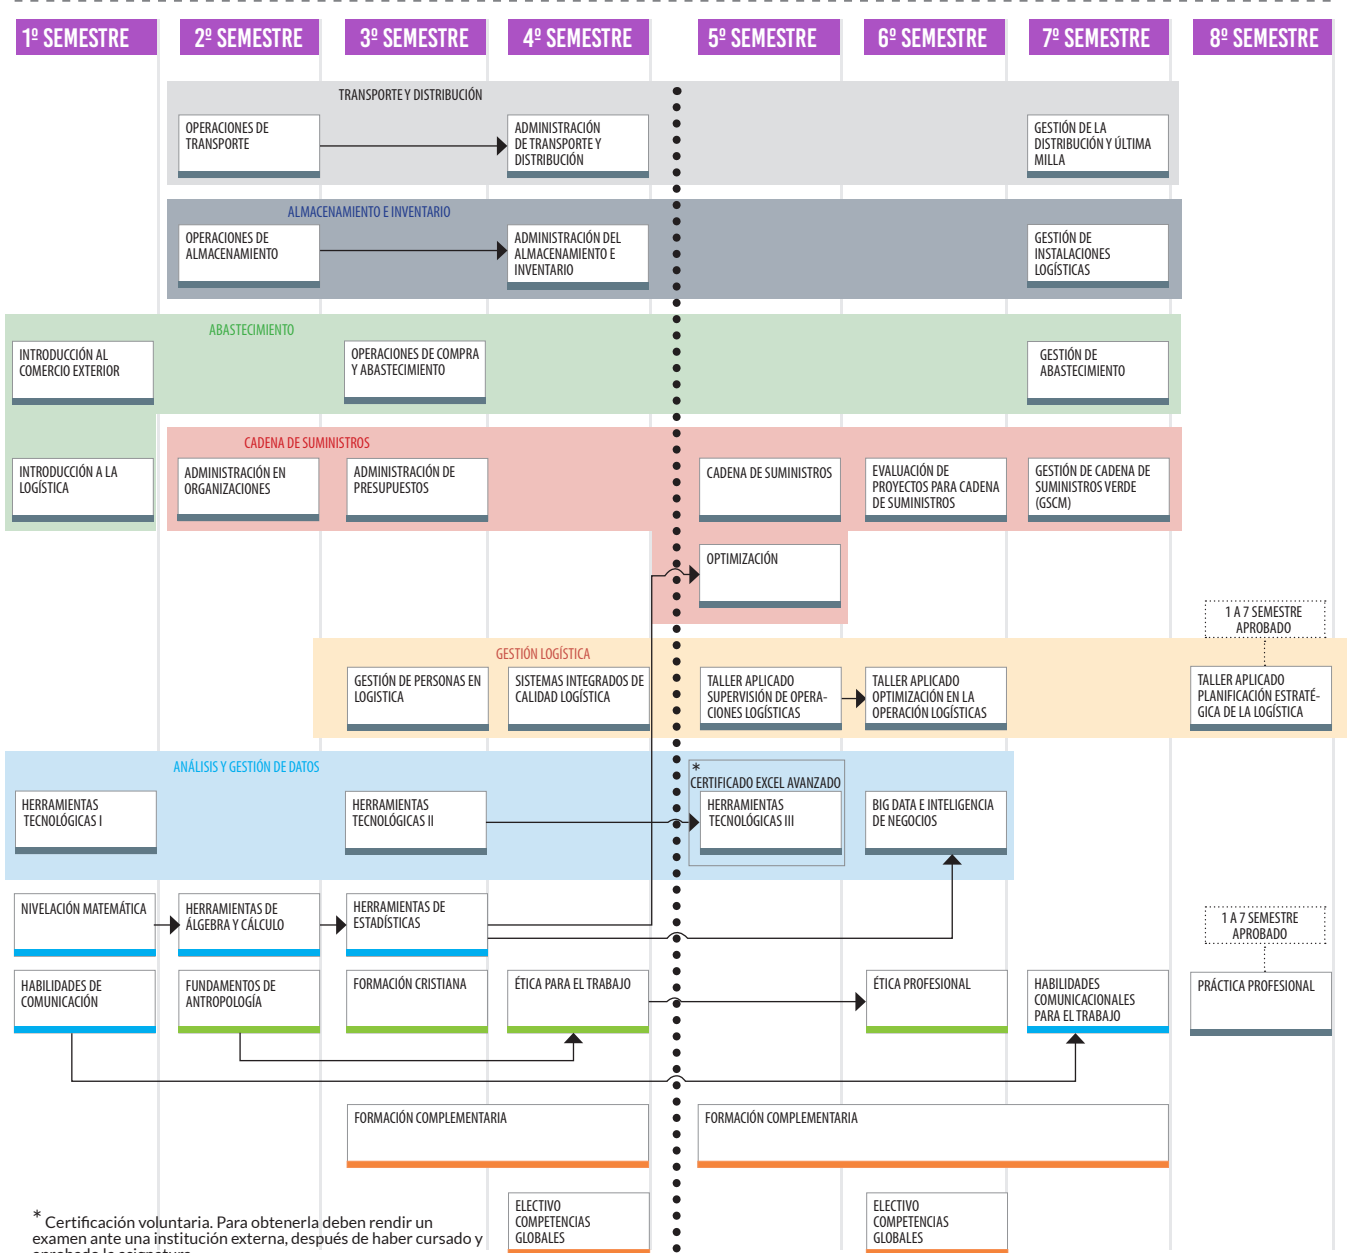 1º SEMESTRE
2º SEMESTRE
3º SEMESTRE
4º SEMESTRE
5º SEMESTRE
6º SEMESTRE
7º SEMESTRE
8º SEMESTRE
TRANSPORTE Y DISTRIBUCIÓN
OPERACIONES DE
TRANSPORTE
ADMINISTRACIÓN
DE TRANSPORTE Y
DISTRIBUCIÓN
GESTIÓN DE LA
DISTRIBUCIÓN Y ÚLTIMA
MILLA
ALMACENAMIENTO E INVENTARIO
OPERACIONES DE
ALMACENAMIENTO
ADMINISTRACIÓN DEL
ALMACENAMIENTO E
INVENTARIO
GESTIÓN DE
INSTALACIONES
LOGÍSTICAS
ABASTECIMIENTO
INTRODUCCIÓN AL
COMERCIO EXTERIOR
OPERACIONES DE COMPRA
Y ABASTECIMIENTO
GESTIÓN DE
ABASTECIMIENTO
CADENA DE SUMINISTROS
INTRODUCCIÓN A LA
LOGÍSTICA
ADMINISTRACIÓN EN
ORGANIZACIONES
ADMINISTRACIÓN DE
PRESUPUESTOS
CADENA DE SUMINISTROS
EVALUACIÓN DE
PROYECTOS PARA CADENA
DE SUMINISTROS
GESTIÓN DE CADENA DE
SUMINISTROS VERDE
(GSCM)
OPTIMIZACIÓN
1 A 7 SEMESTRE
APROBADO
GESTIÓN LOGÍSTICA
GESTIÓN DE PERSONAS EN
LOGISTICA
SISTEMAS INTEGRADOS DE
CALIDAD LOGÍSTICA
TALLER APLICADO
SUPERVISIÓN DE OPERA-
CIONES LOGÍSTICAS
TALLER APLICADO
OPTIMIZACIÓN EN LA
OPERACIÓN LOGÍSTICAS
TALLER APLICADO
PLANIFICACIÓN ESTRATÉ-
GICA DE LA LOGÍSTICA
ANÁLISIS Y GESTIÓN DE DATOS
*
CERTIFICADO EXCEL AVANZADO
HERRAMIENTAS
TECNOLÓGICAS I
HERRAMIENTAS
TECNOLÓGICAS II
HERRAMIENTAS
TECNOLÓGICAS III
BIG DATA E INTELIGENCIA
DE NEGOCIOS
NIVELACIÓN MATEMÁTICA
HERRAMIENTAS DE
ÁLGEBRA Y CÁLCULO
HERRAMIENTAS DE
ESTADÍSTICAS
1 A 7 SEMESTRE
APROBADO
HABILIDADES DE
COMUNICACIÓN
FUNDAMENTOS DE
ANTROPOLOGÍA
FORMACIÓN CRISTIANA
ÉTICA PARA EL TRABAJO
ÉTICA PROFESIONAL
HABILIDADES
COMUNICACIONALES
PARA EL TRABAJO
PRÁCTICA PROFESIONAL
FORMACIÓN COMPLEMENTARIA
FORMACIÓN COMPLEMENTARIA
ELECTIVO
COMPETENCIAS
GLOBALES
ELECTIVO
COMPETENCIAS
GLOBALES
* Certificación voluntaria. Para obtenerla deben rendir un
examen ante una institución externa, después de haber cursado y